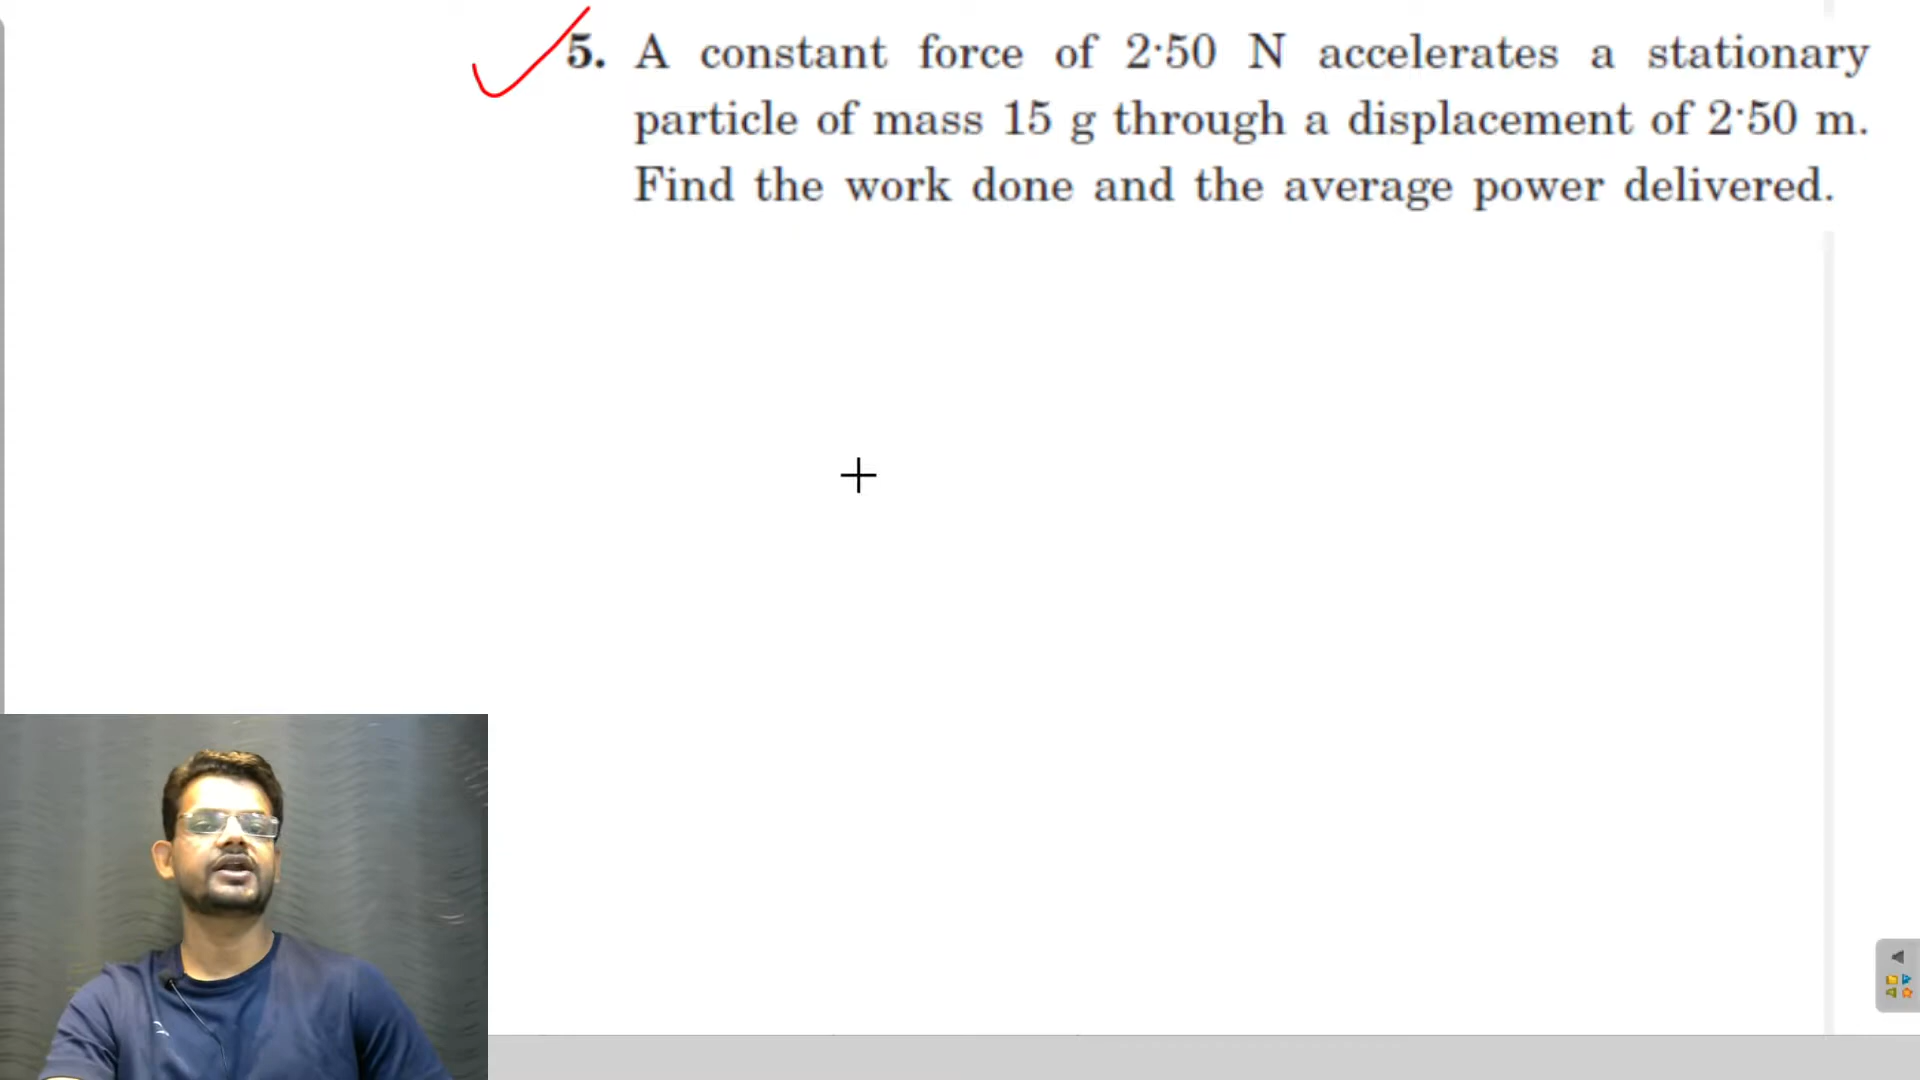 5. A constant force of 2·50 N accelerates a stationary
particle of mass 15 g through a displacement of 2·50 m.
Find the work done and the average power delivered.